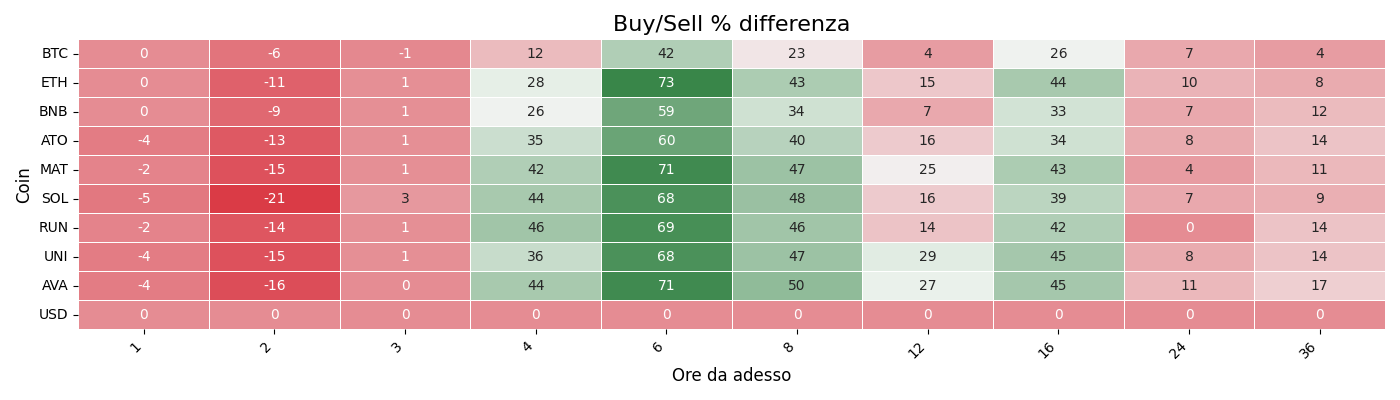 Buy/Sell % differenza
Coin
BTC 0 -6 -1 12 42 23 4 26 7 4
ETH 0 -11 1 28 73 43 15 44 10 8
BNB 0 -9 1 26 59 34 7 33 7 12
ATO -4 -13 1 35 60 40 16 34 8 14
MAT -2 -15 1 42 71 47 25 43 4 11
SOL -5 -21 3 44 68 48 16 39 7 9
RUN -2 -14 1 46 69 46 14 42 0 14
UNI -4 -15 1 36 68 47 29 45 8 14
AVA -4 -16 0 44 71 50 27 45 11 17
USD 0 0 0 0 0 0 0 0 0 0
1 2 3 4 6 8 12 16 24 36
Ore da adesso